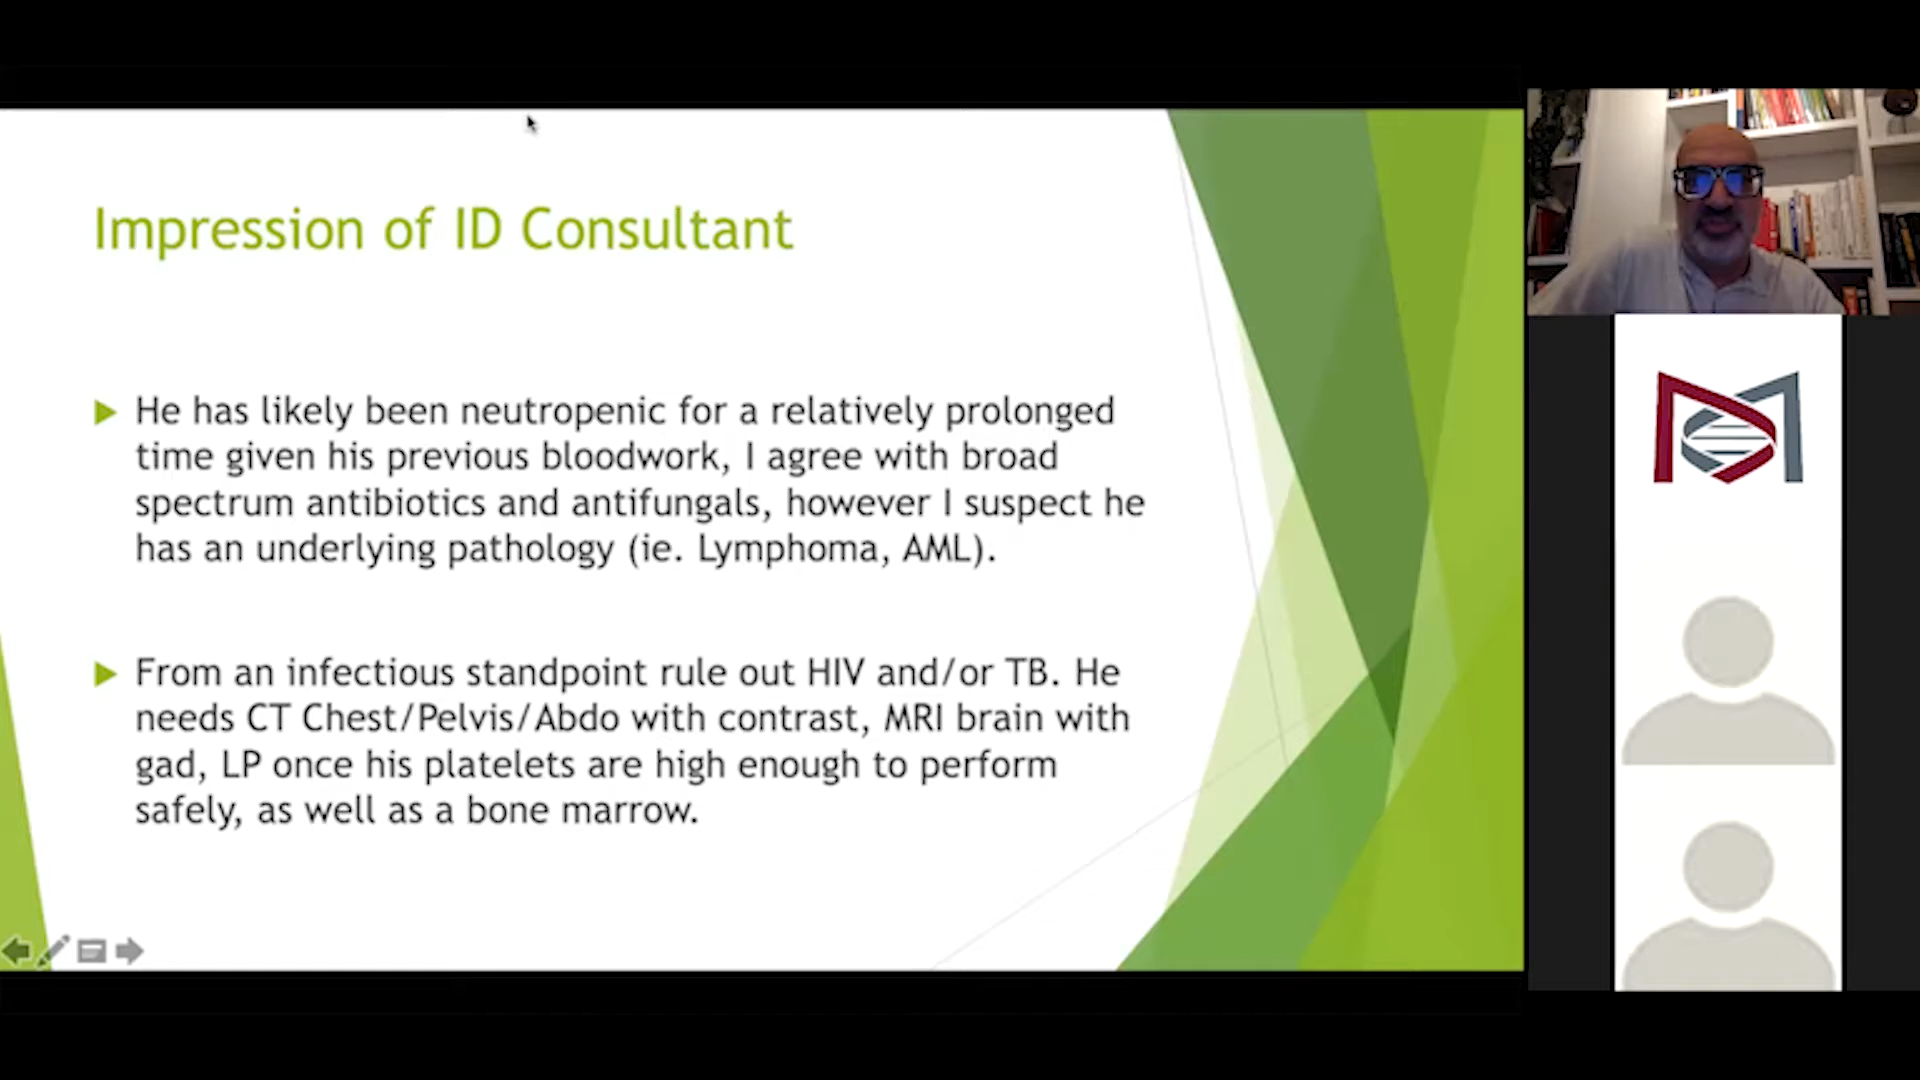 Impression of ID Consultant
He has likely been neutropenic for a relatively prolonged
time given his previous bloodwork, I agree with broad
spectrum antibiotics and antifungals, however I suspect he
has an underlying pathology (ie. Lymphoma, AML).
From an infectious standpoint rule out HIV and/or TB. He
needs CT Chest/Pelvis/Abdo with contrast, MRI brain with
gad, LP once his platelets are high enough to perform
safely, as well as a bone marrow.